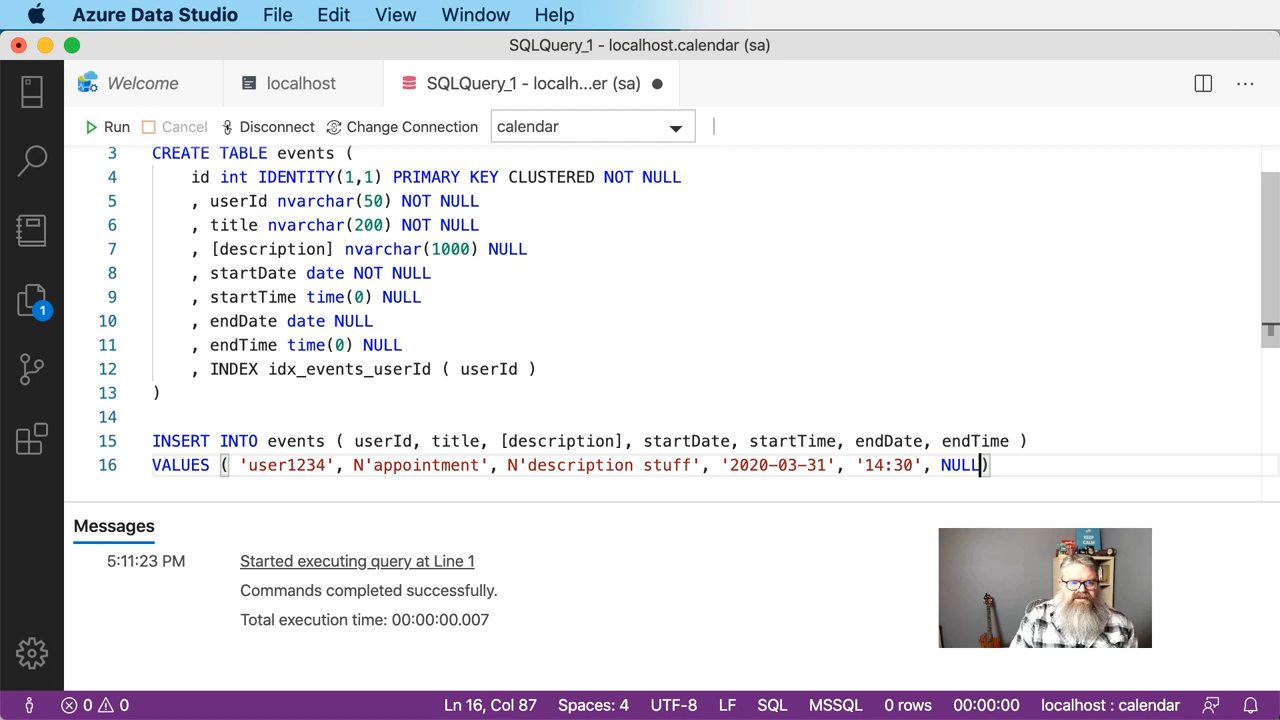 Azure Data Studio File Edit View Window Help
SQLQuery_1 - localhost.calendar (sa)
Welcome localhost SQLQuery_1 - localh...er (sa)
Run Cancel Disconnect Change Connection calendar
3 CREATE TABLE events (
4 id int IDENTITY(1,1) PRIMARY KEY CLUSTERED NOT NULL
5 , userId nvarchar(50) NOT NULL
6 , title nvarchar(200) NOT NULL
7 , [description] nvarchar(1000) NULL
8 , startDate date NOT NULL
9 , startTime time(0) NULL
10 , endDate date NULL
11 , endTime time(0) NULL
12 , INDEX idx_events_userId ( userId )
13 )
14
15 INSERT INTO events ( userId, title, [description], startDate, startTime, endDate, endTime )
16 VALUES ( 'user1234', N'appointment', N'description stuff', '2020-03-31', '14:30', NULL)
1
Messages
5:11:23 PM Started executing query at Line 1
Commands completed successfully.
Total execution time: 00:00:00.007
KEEP CALM
0 0 Ln 16, Col 87 Spaces: 4 UTF-8 LF SQL MSSQL 0 rows 00:00:00 localhost : calendar